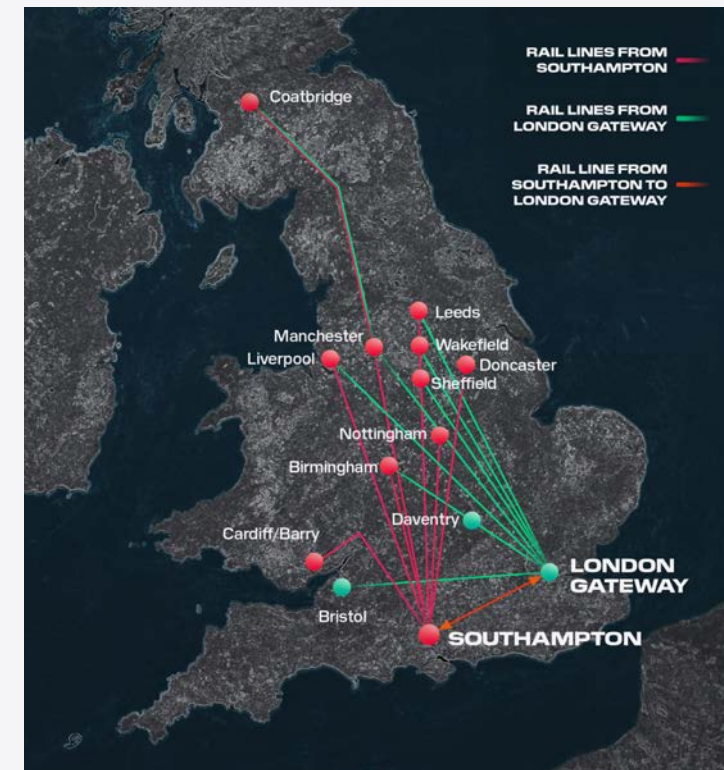 RAIL LINES FROM
SOUTHAMPTON
RAIL LINES FROM
LONDON GATEWAY
RAIL LINE FROM
SOUTHAMPTON TO
LONDON GATEWAY
Coatbridge
Leeds
Manchester
Wakefield
Liverpool
Doncaster
Sheffield
Nottingham
Birmingham
Daventry
Cardiff/Barry
LONDON
GATEWAY
Bristol
SOUTHAMPTON